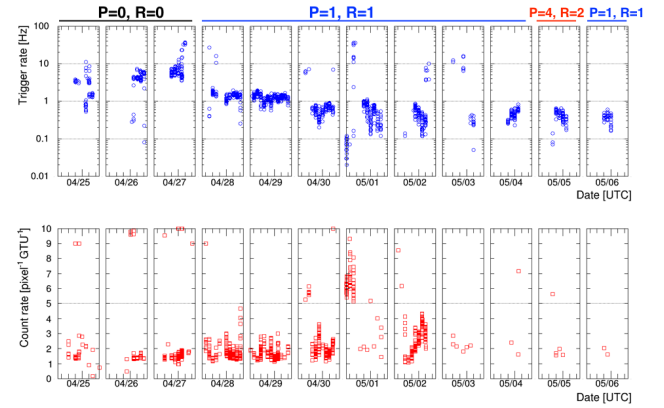 P=0, R=0 P=1, R=1 P=4, R=2 P=1, R=1
Trigger rate [Hz]
100
10
1
0.1
0.01
04/25 04/26 04/27 04/28 04/29 04/30 05/01 05/02 05/03 05/04 05/05 05/06
Date [UTC]
Count rate [pixel⁻¹ GTU⁻¹]
10
9
8
7
6
5
4
3
2
1
0
04/25 04/26 04/27 04/28 04/29 04/30 05/01 05/02 05/03 05/04 05/05 05/06
Date [UTC]